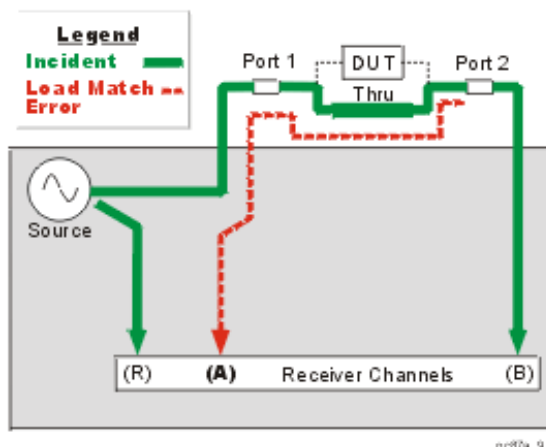 Legend
Incident
Load Match
Error
Port 1
DUT
Port 2
Thru
Source
(R)
(A)
Receiver Channels
(B)